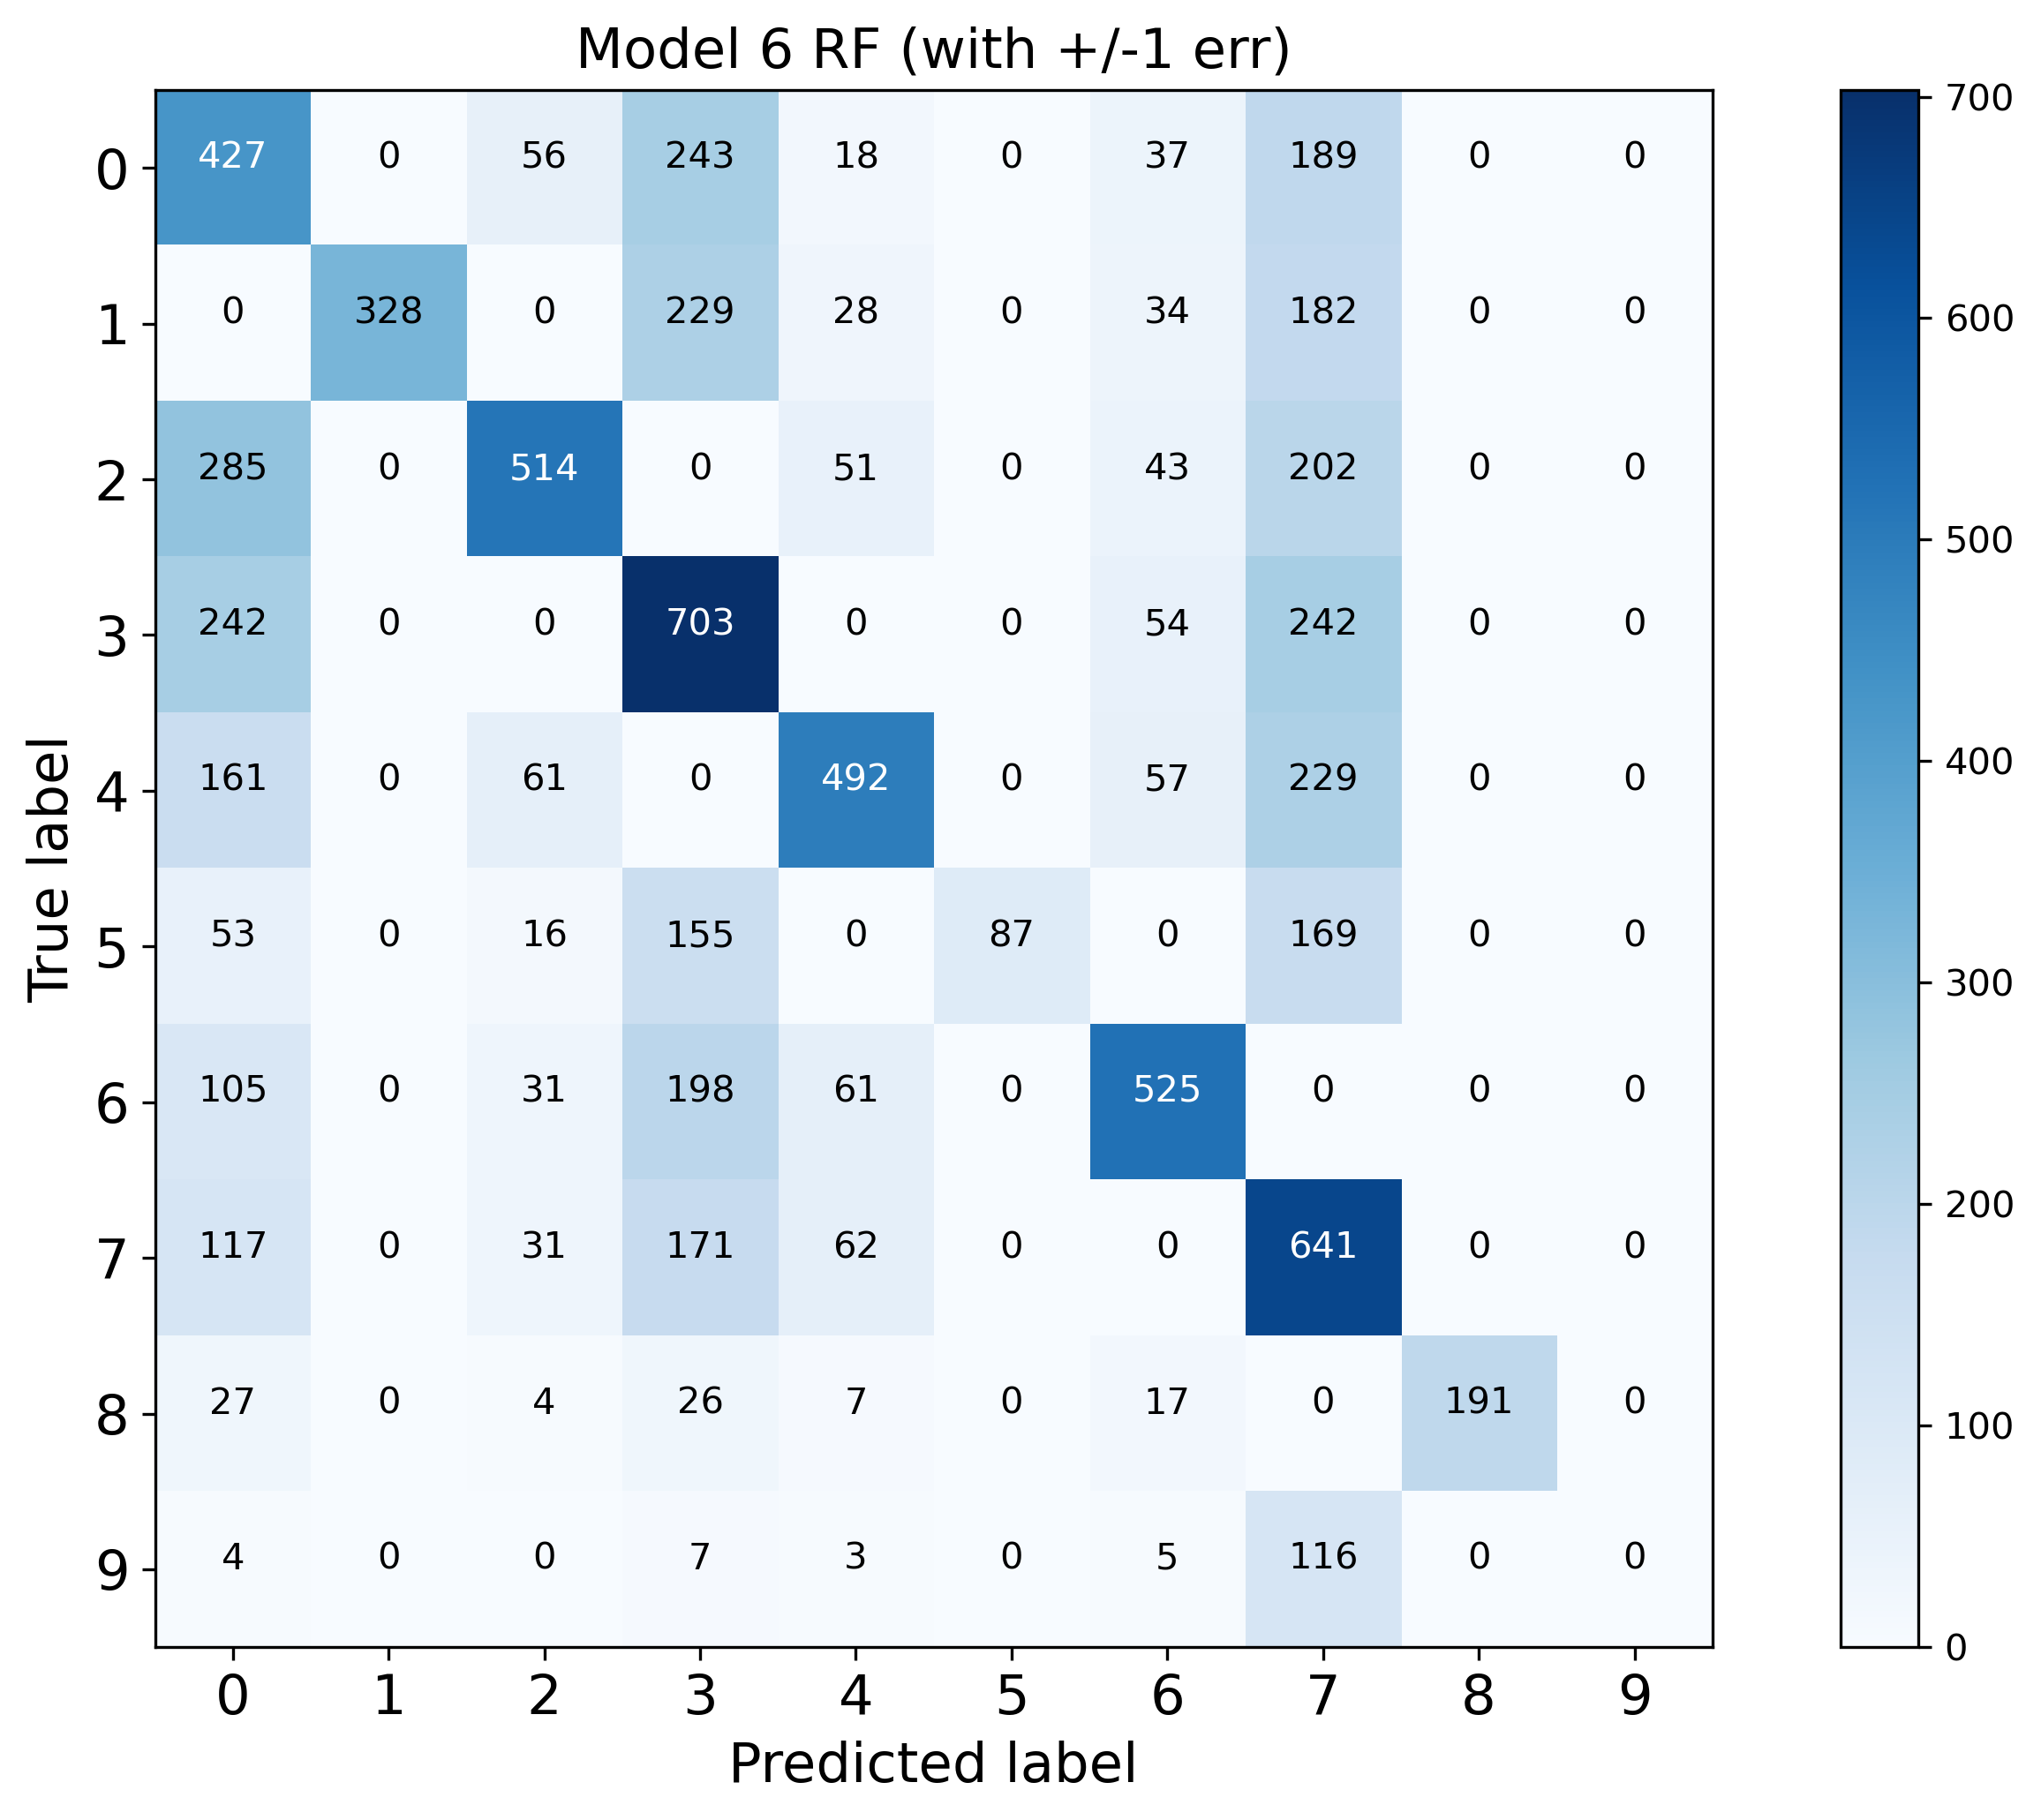 Model 6 RF (with +/-1 err)
0 427 0 56 243 18 0 37 189 0 0
1 0 328 0 229 28 0 34 182 0 0
2 285 0 514 0 51 0 43 202 0 0
3 242 0 0 703 0 0 54 242 0 0
4 161 0 61 0 492 0 57 229 0 0
5 53 0 16 155 0 87 0 169 0 0
6 105 0 31 198 61 0 525 0 0 0
7 117 0 31 171 62 0 0 641 0 0
8 27 0 4 26 7 0 17 0 191 0
9 4 0 0 7 3 0 5 116 0 0
0 1 2 3 4 5 6 7 8 9
Predicted label
True label
700
600
500
400
300
200
100
0